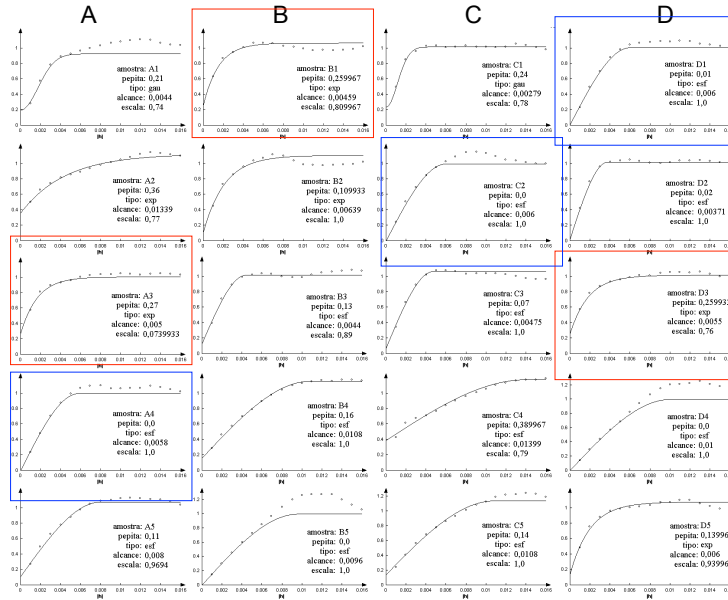 A B C D
amostra: A1
pepita: 0,21
tipo: gau
alcance: 0,0044
escala: 0,74
amostra: B1
pepita: 0,259967
tipo: exp
alcance: 0,00459
escala: 0,809967
amostra: C1
pepita: 0,24
tipo: gau
alcance: 0,00279
escala: 0,78
amostra: D1
pepita: 0,01
tipo: esf
alcance: 0,006
escala: 1,0
amostra: A2
pepita: 0,36
tipo: exp
alcance: 0,01339
escala: 0,77
amostra: B2
pepita: 0,109933
tipo: exp
alcance: 0,00639
escala: 1,0
amostra: C2
pepita: 0,0
tipo: esf
alcance: 0,006
escala: 1,0
amostra: D2
pepita: 0,02
tipo: esf
alcance: 0,00371
escala: 1,0
amostra: A3
pepita: 0,27
tipo: exp
alcance: 0,005
escala: 0,0739933
amostra: B3
pepita: 0,13
tipo: esf
alcance: 0,0044
escala: 0,89
amostra: C3
pepita: 0,07
tipo: esf
alcance: 0,00475
escala: 1,0
amostra: D3
pepita: 0,25993
tipo: exp
alcance: 0,0055
escala: 0,76
amostra: A4
pepita: 0,0
tipo: esf
alcance: 0,0058
escala: 1,0
amostra: B4
pepita: 0,16
tipo: esf
alcance: 0,0108
escala: 1,0
amostra: C4
pepita: 0,389967
tipo: esf
alcance: 0,01399
escala: 0,79
amostra: D4
pepita: 0,0
tipo: esf
alcance: 0,01
escala: 1,0
amostra: A5
pepita: 0,11
tipo: esf
alcance: 0,008
escala: 0,9694
amostra: B5
pepita: 0,0
tipo: esf
alcance: 0,0096
escala: 1,0
amostra: C5
pepita: 0,14
tipo: esf
alcance: 0,0108
escala: 1,0
amostra: D5
pepita: 0,13996
tipo: exp
alcance: 0,006
escala: 0,93996